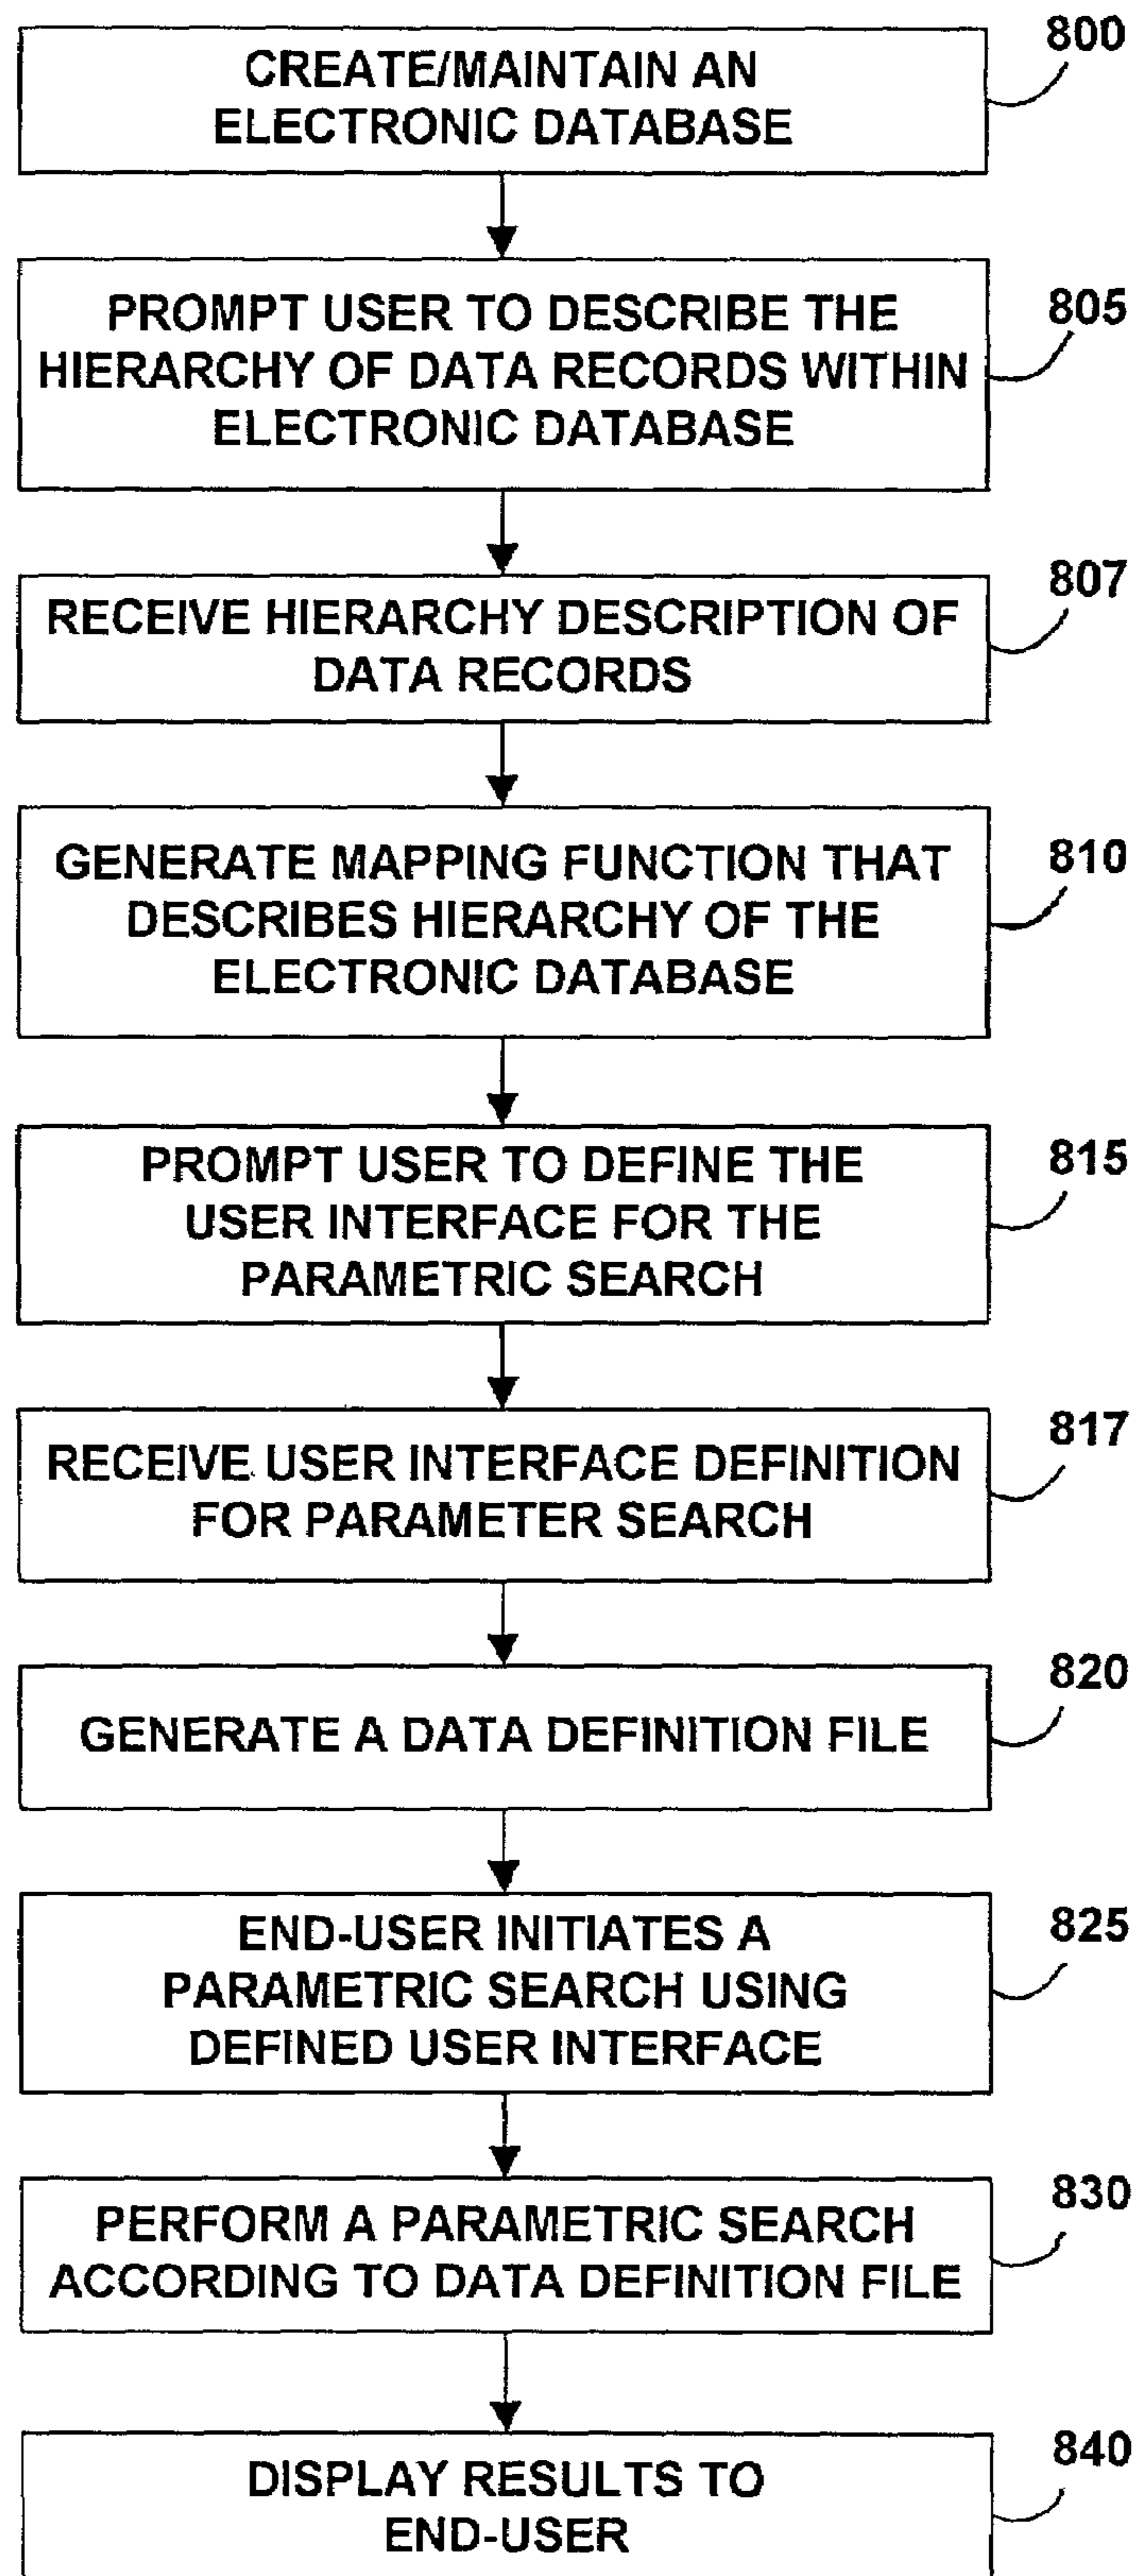 800
CREATE/MAINTAIN AN
ELECTRONIC DATABASE
805
PROMPT USER TO DESCRIBE THE
HIERARCHY OF DATA RECORDS WITHIN
ELECTRONIC DATABASE
807
RECEIVE HIERARCHY DESCRIPTION OF
DATA RECORDS
810
GENERATE MAPPING FUNCTION THAT
DESCRIBES HIERARCHY OF THE
ELECTRONIC DATABASE
815
PROMPT USER TO DEFINE THE
USER INTERFACE FOR THE
PARAMETRIC SEARCH
817
RECEIVE USER INTERFACE DEFINITION
FOR PARAMETER SEARCH
820
GENERATE A DATA DEFINITION FILE
825
END-USER INITIATES A
PARAMETRIC SEARCH USING
DEFINED USER INTERFACE
830
PERFORM A PARAMETRIC SEARCH
ACCORDING TO DATA DEFINITION FILE
840
DISPLAY RESULTS TO
END-USER